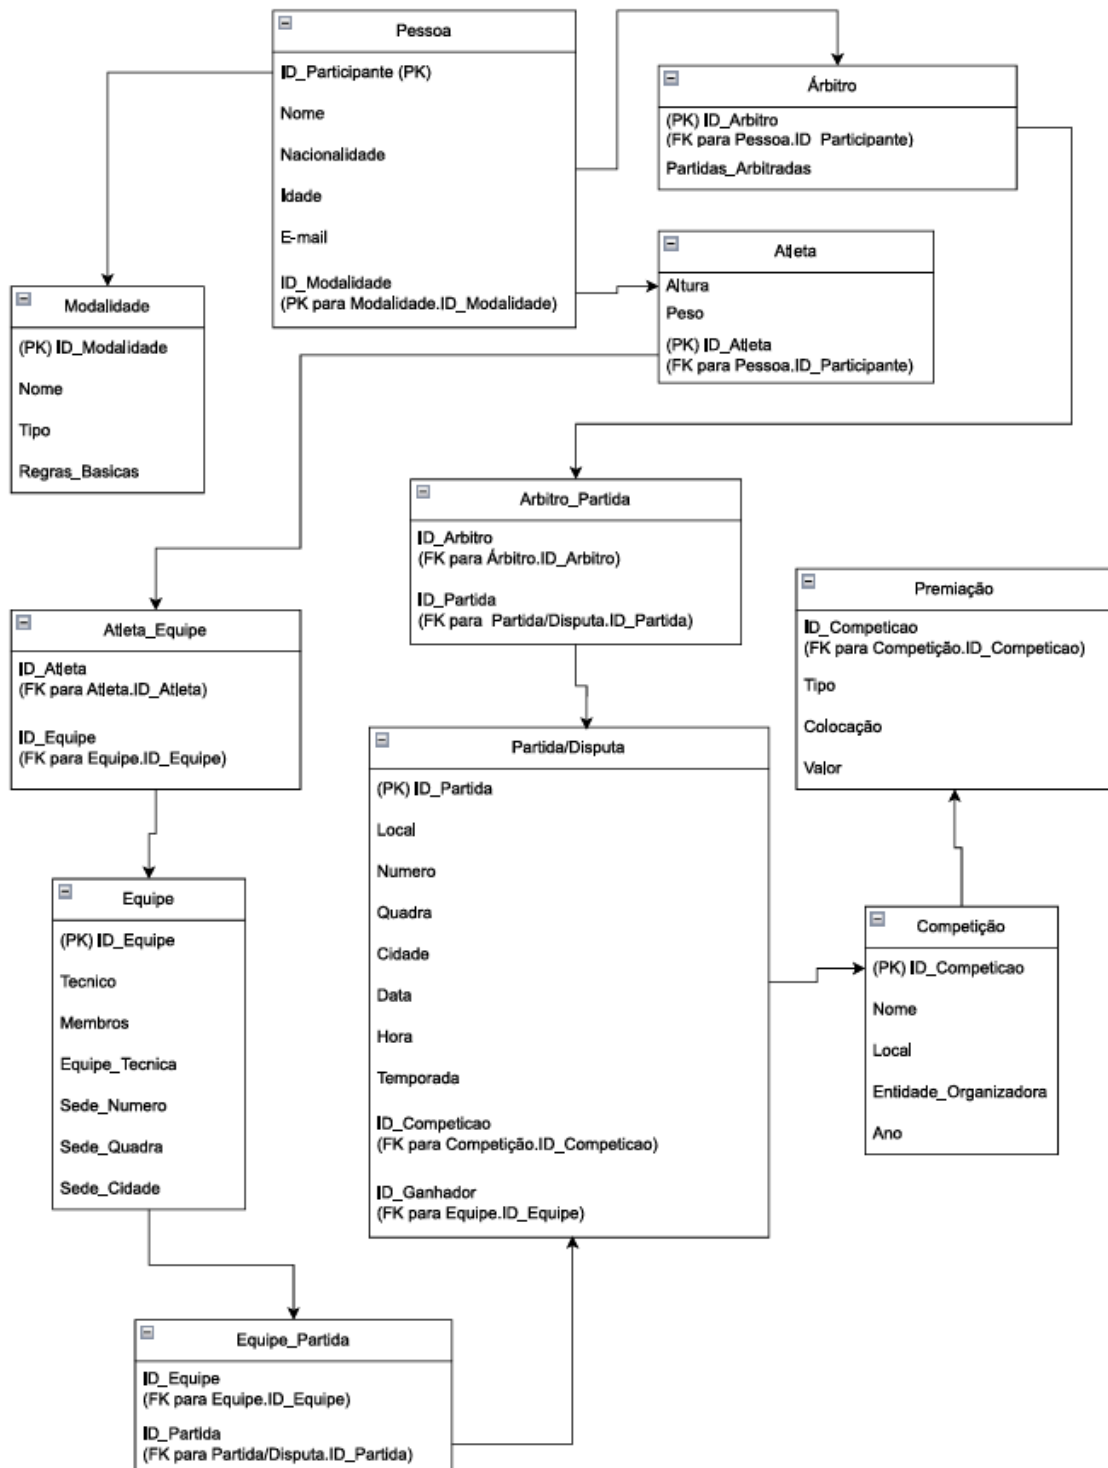 Pessoa
ID_Participante (PK)
Nome
Nacionalidade
Idade
E-mail
ID_Modalidade
(PK para Modalidade.ID_Modalidade)
Árbitro
(PK) ID_Arbitro
(FK para Pessoa.ID_Participante)
Partidas_Arbitradas
Atleta
Altura
Peso
(PK) ID_Atleta
(FK para Pessoa.ID_Participante)
Modalidade
(PK) ID_Modalidade
Nome
Tipo
Regras_Basicas
Arbitro_Partida
ID_Arbitro
(FK para Árbitro.ID_Arbitro)
ID_Partida
(FK para Partida/Disputa.ID_Partida)
Premiação
ID_Competicao
(FK para Competição.ID_Competicao)
Tipo
Colocação
Valor
Atleta_Equipe
ID_Atleta
(FK para Atleta.ID_Atleta)
ID_Equipe
(FK para Equipe.ID_Equipe)
Partida/Disputa
(PK) ID_Partida
Local
Numero
Quadra
Cidade
Data
Hora
Temporada
ID_Competicao
(FK para Competição.ID_Competicao)
ID_Ganhador
(FK para Equipe.ID_Equipe)
Equipe
(PK) ID_Equipe
Tecnico
Membros
Equipe_Tecnica
Sede_Numero
Sede_Quadra
Sede_Cidade
Competição
(PK) ID_Competicao
Nome
Local
Entidade_Organizadora
Ano
Equipe_Partida
ID_Equipe
(FK para Equipe.ID_Equipe)
ID_Partida
(FK para Partida/Disputa.ID_Partida)